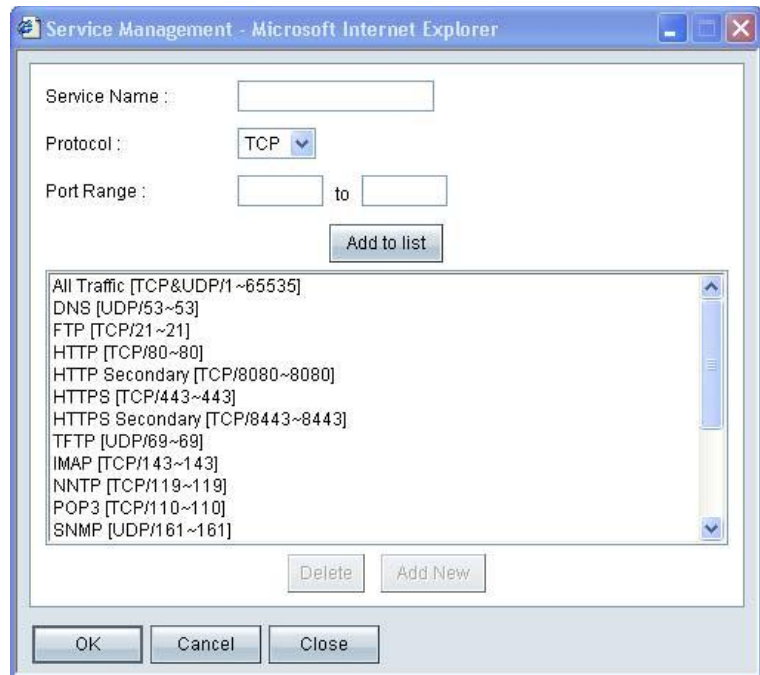 Service Management - Microsoft Internet Explorer
Service Name :
Protocol : TCP
Port Range : to
Add to list
All Traffic [TCP&UDP/1~65535]
DNS [UDP/53~53]
FTP [TCP/21~21]
HTTP [TCP/80~80]
HTTP Secondary [TCP/8080~8080]
HTTPS [TCP/443~443]
HTTPS Secondary [TCP/8443~8443]
TFTP [UDP/69~69]
IMAP [TCP/143~143]
NNTP [TCP/119~119]
POP3 [TCP/110~110]
SNMP [UDP/161~161]
Delete Add New
OK Cancel Close